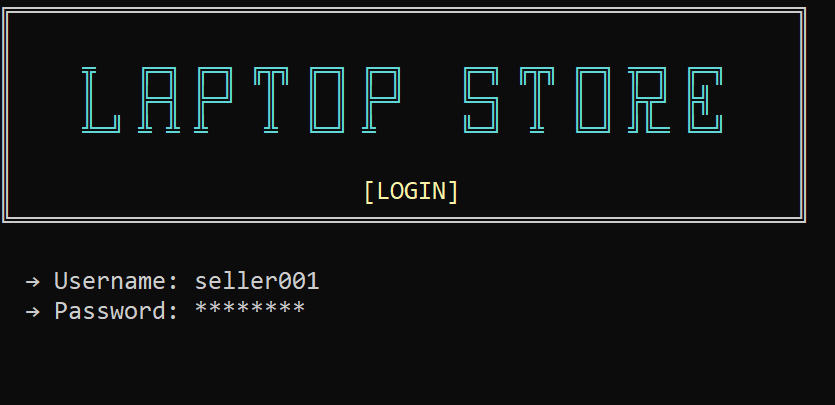 LAPTOP STORE
[LOGIN]
→ Username: seller001
→ Password: ********